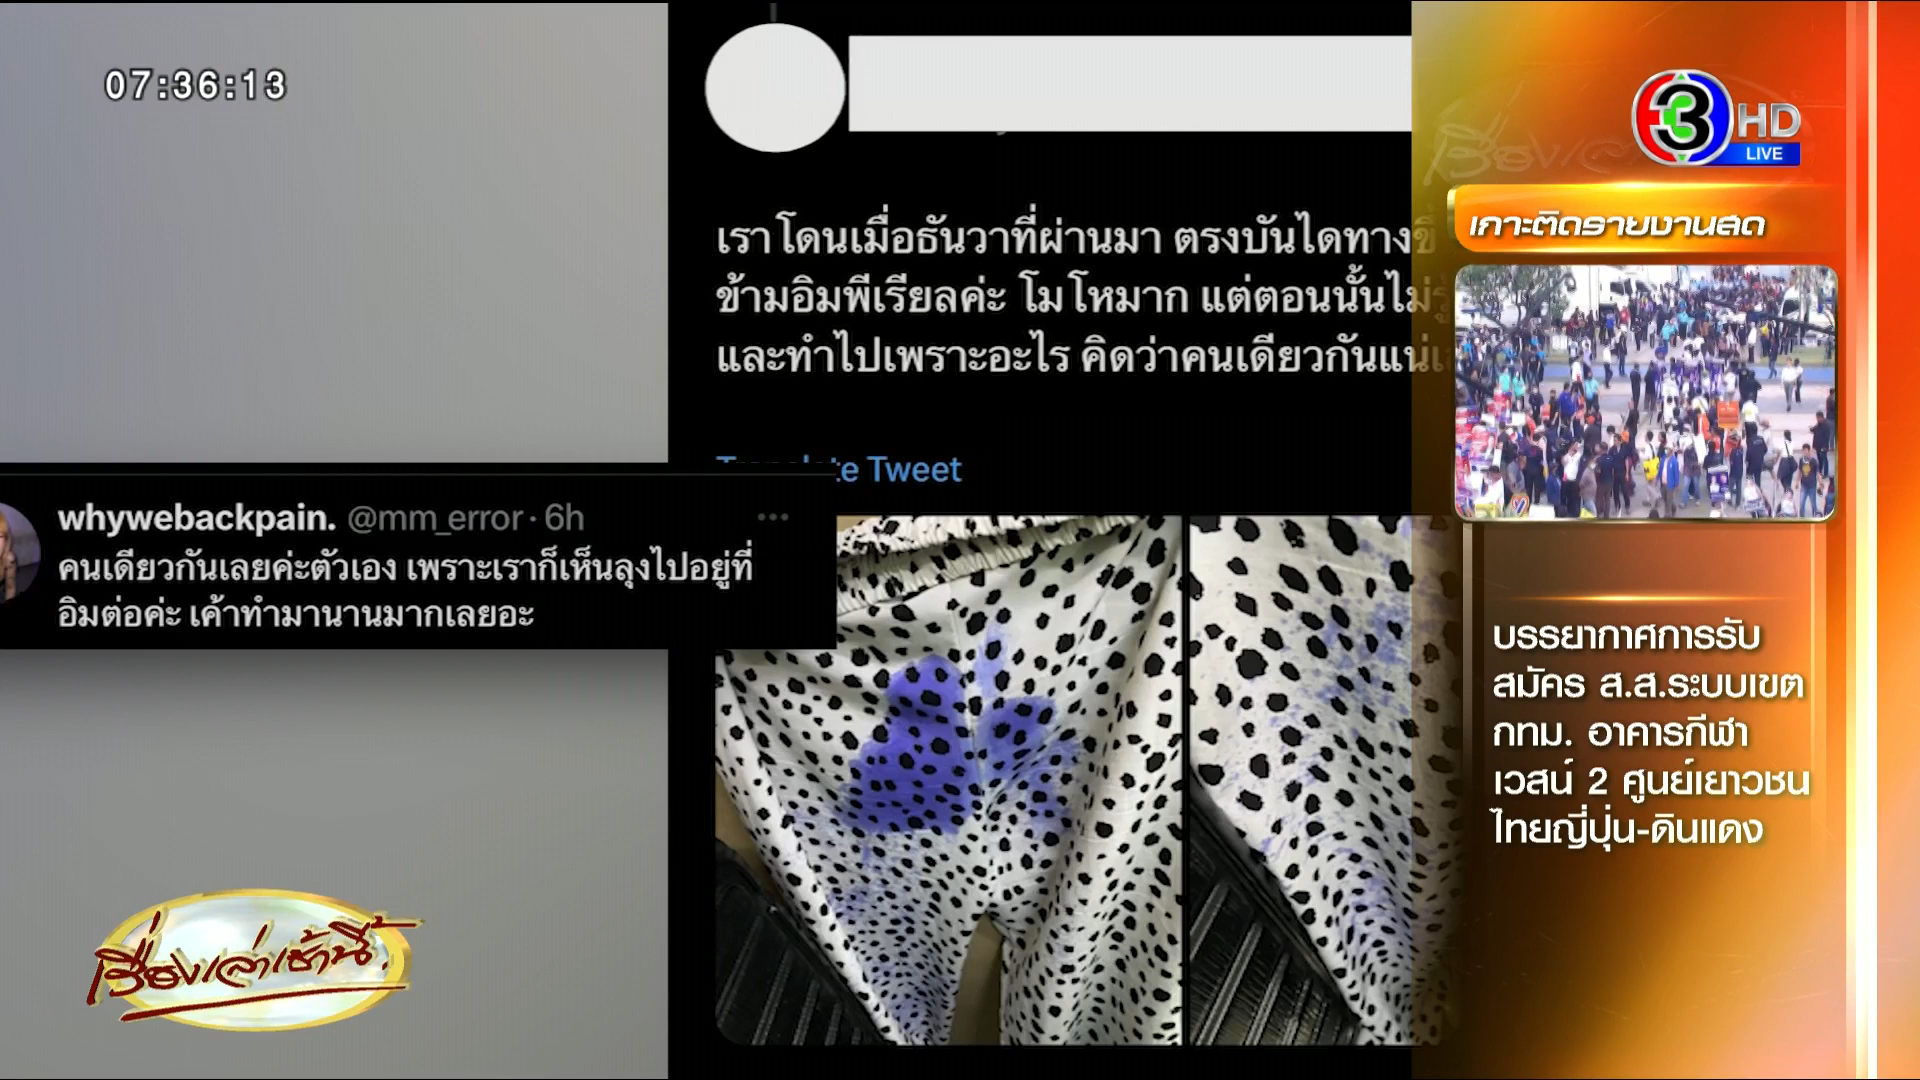 07:36:13
3 HD
LIVE
เราโดนเมื่อธันวาที่ผ่านมา ตรงบันไดทาง
ข้ามอิมพีเรียลค่ะ โมโหมาก แต่ตอนนั้นไม่
และทำไปเพราะอะไร คิดว่าคนเดียวกัน
Translate Tweet
whywebackpain. @mm_error · 6h
คนเดียวกันเลยค่ะตัวเอง เพราะเราก็เห็นลุงไปอยู่ที่
อิมต่อค่ะ เค้าทำมานานมากเลยอะ
เรื่องเล่าเช้านี้
เกาะติดรายงานสด
บรรยากาศการรับ
สมัคร ส.ส.ระบบเขต
กทม. อาคารกีฬา
เวสน์ 2 ศูนย์เยาวชน
ไทยญี่ปุ่น-ดินแดง